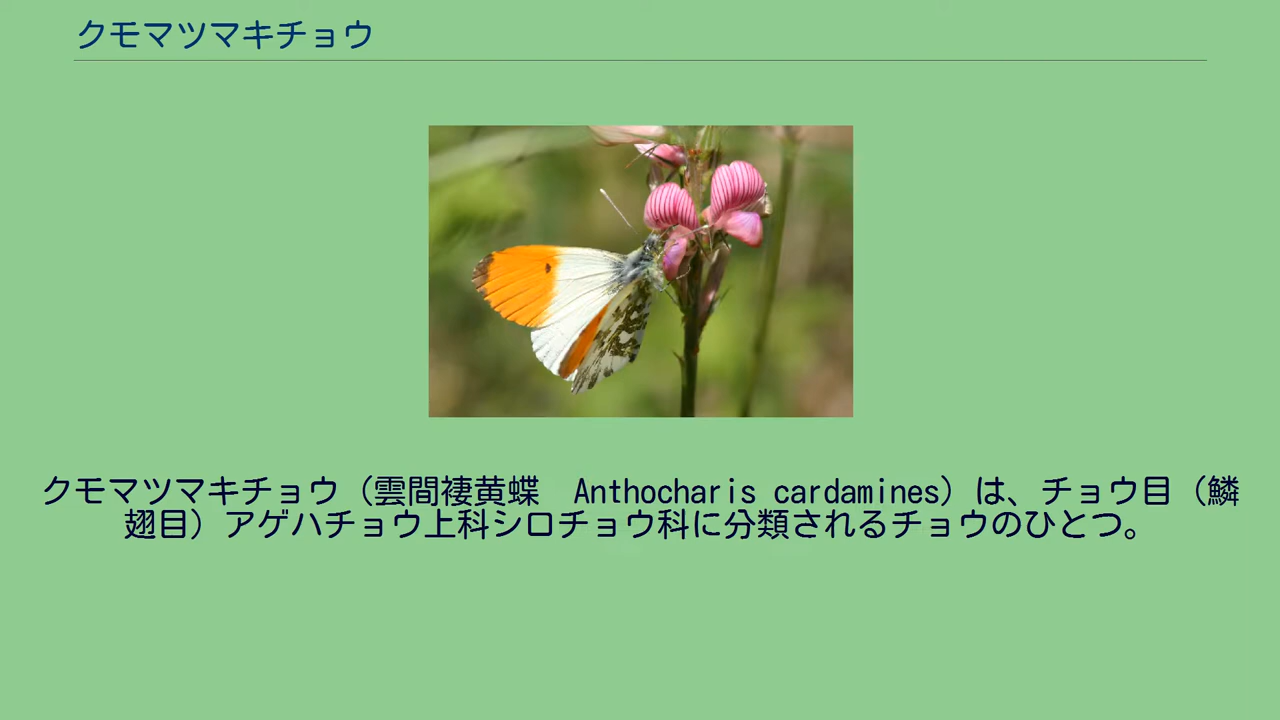 クモマツマキチョウ
クモマツマキチョウ（雲間褄黄蝶　Anthocharis cardamines）は、チョウ目（鱗
翅目）アゲハチョウ上科シロチョウ科に分類されるチョウのひとつ。